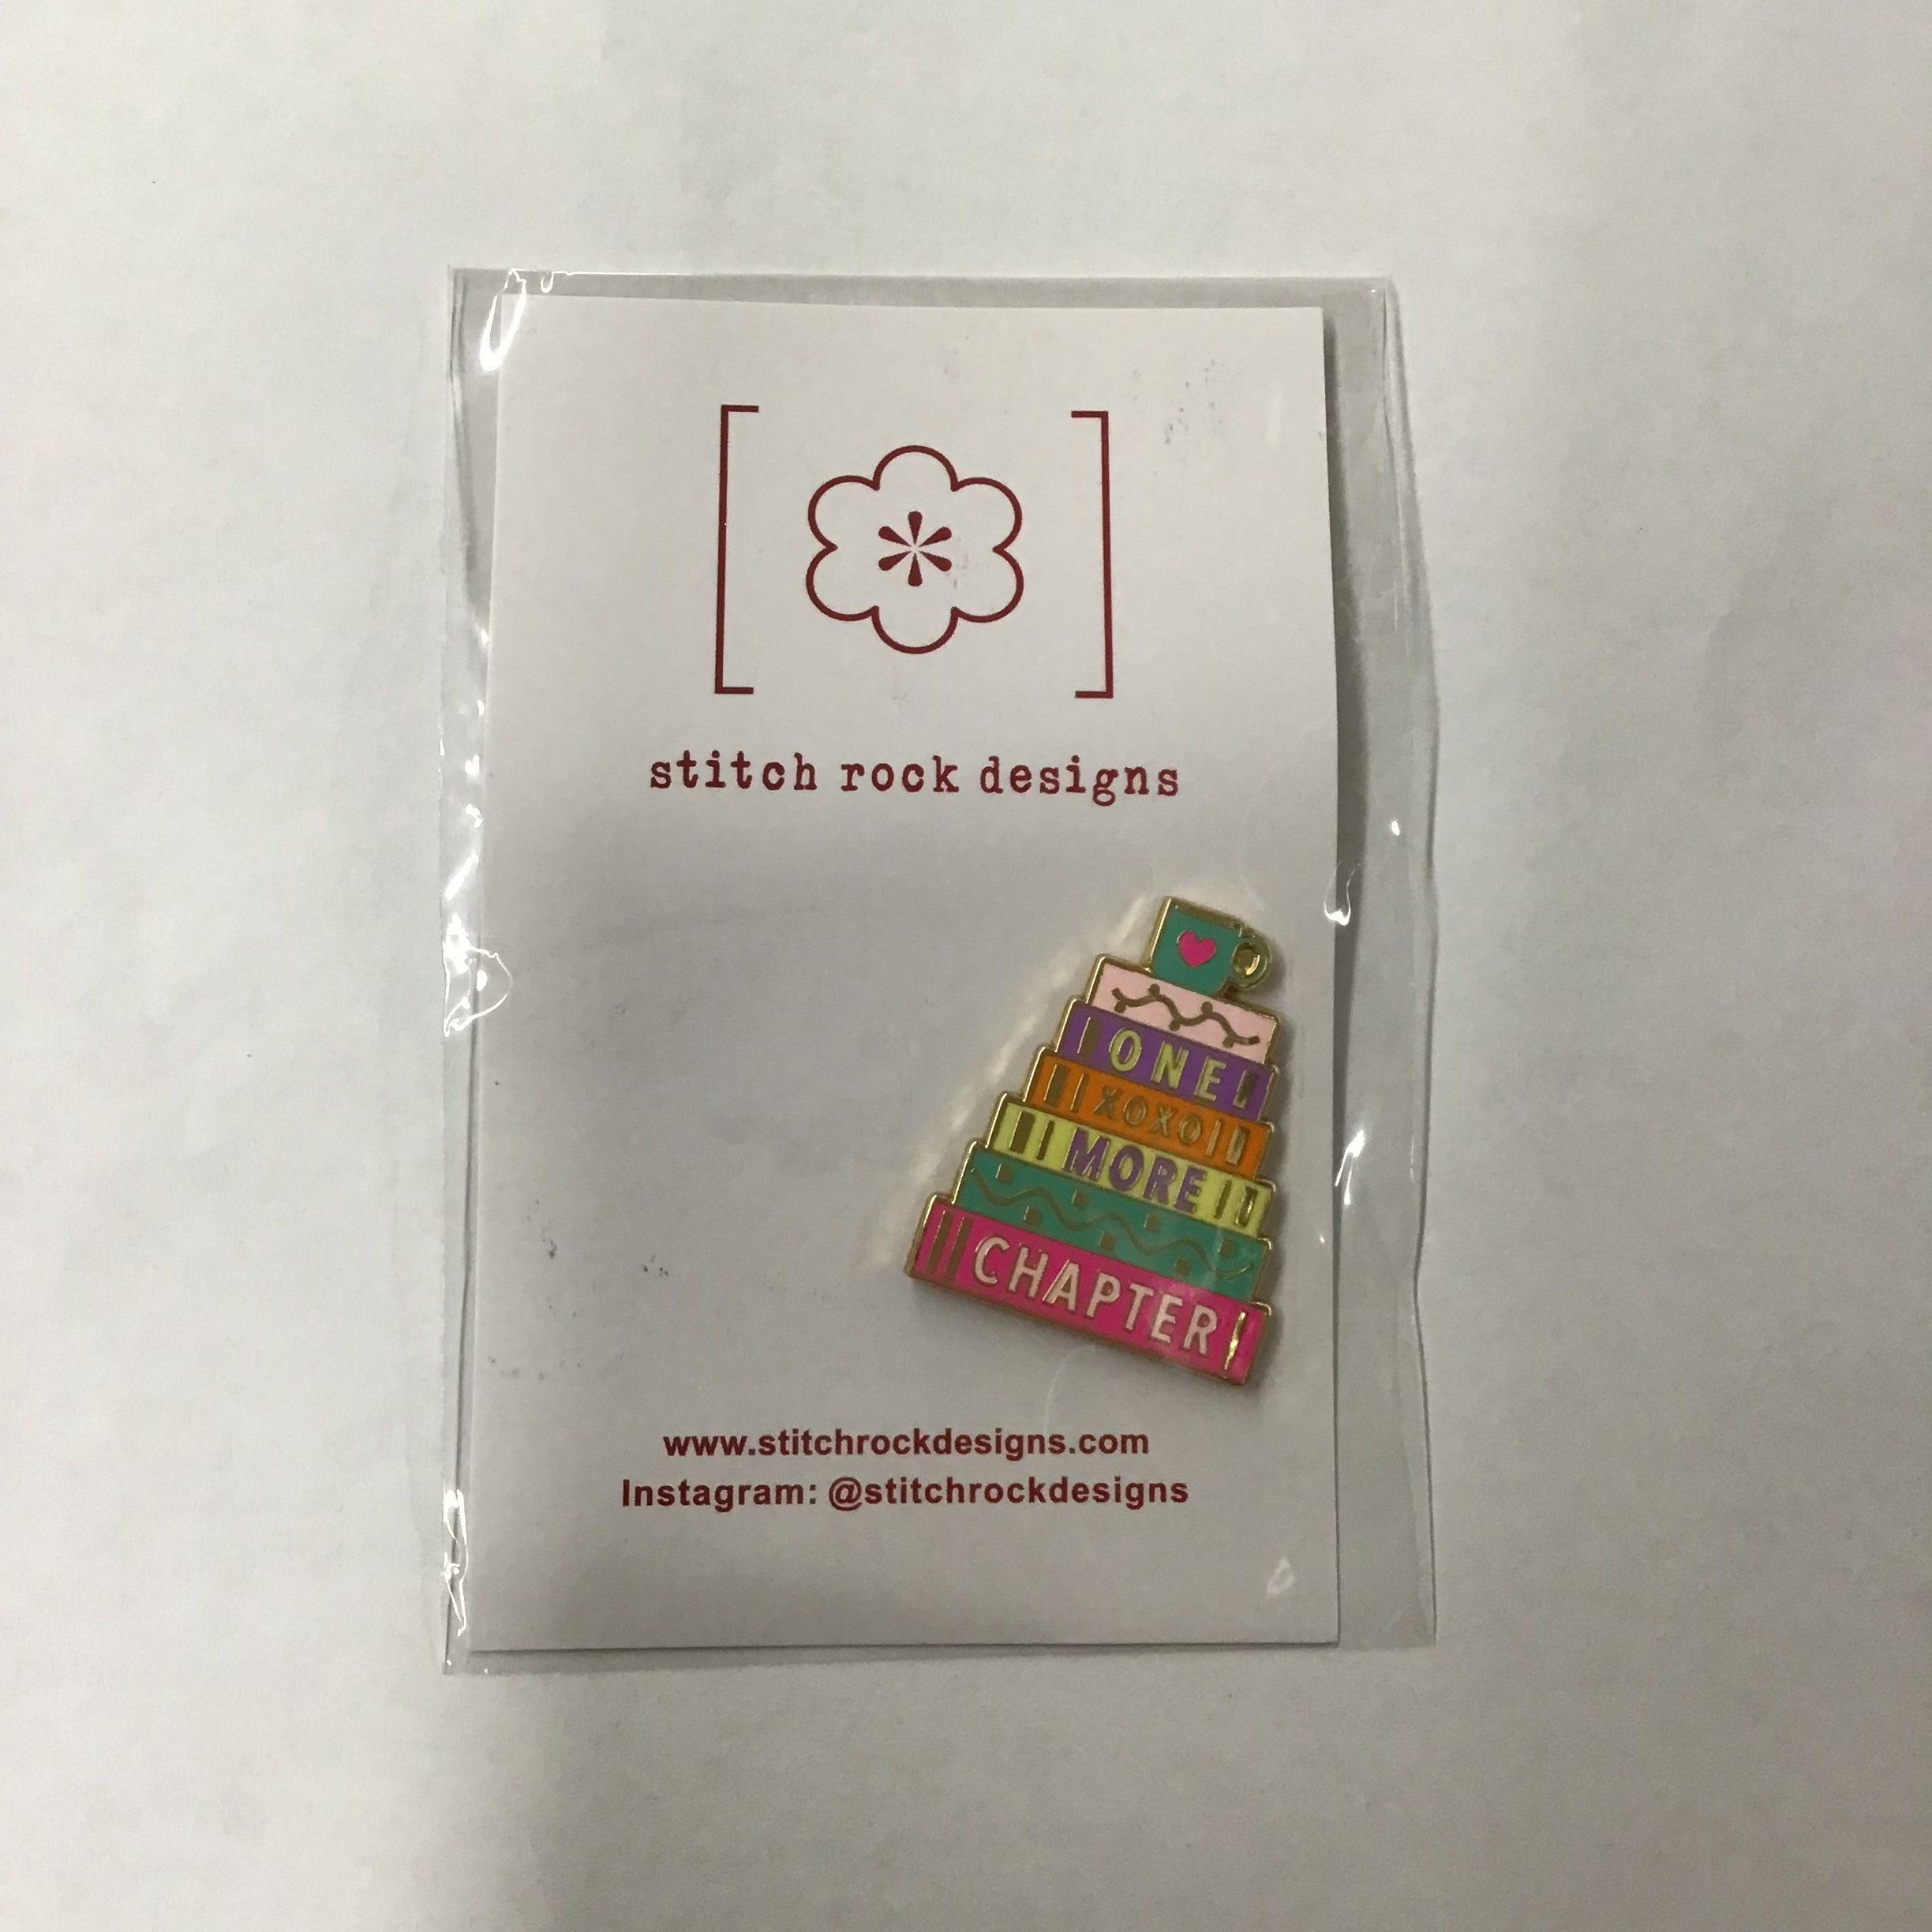 stitch rock designs
ONE
XOXO
MORE
CHAPTER
www.stitchrockdesigns.com
Instagram: @stitchrockdesigns